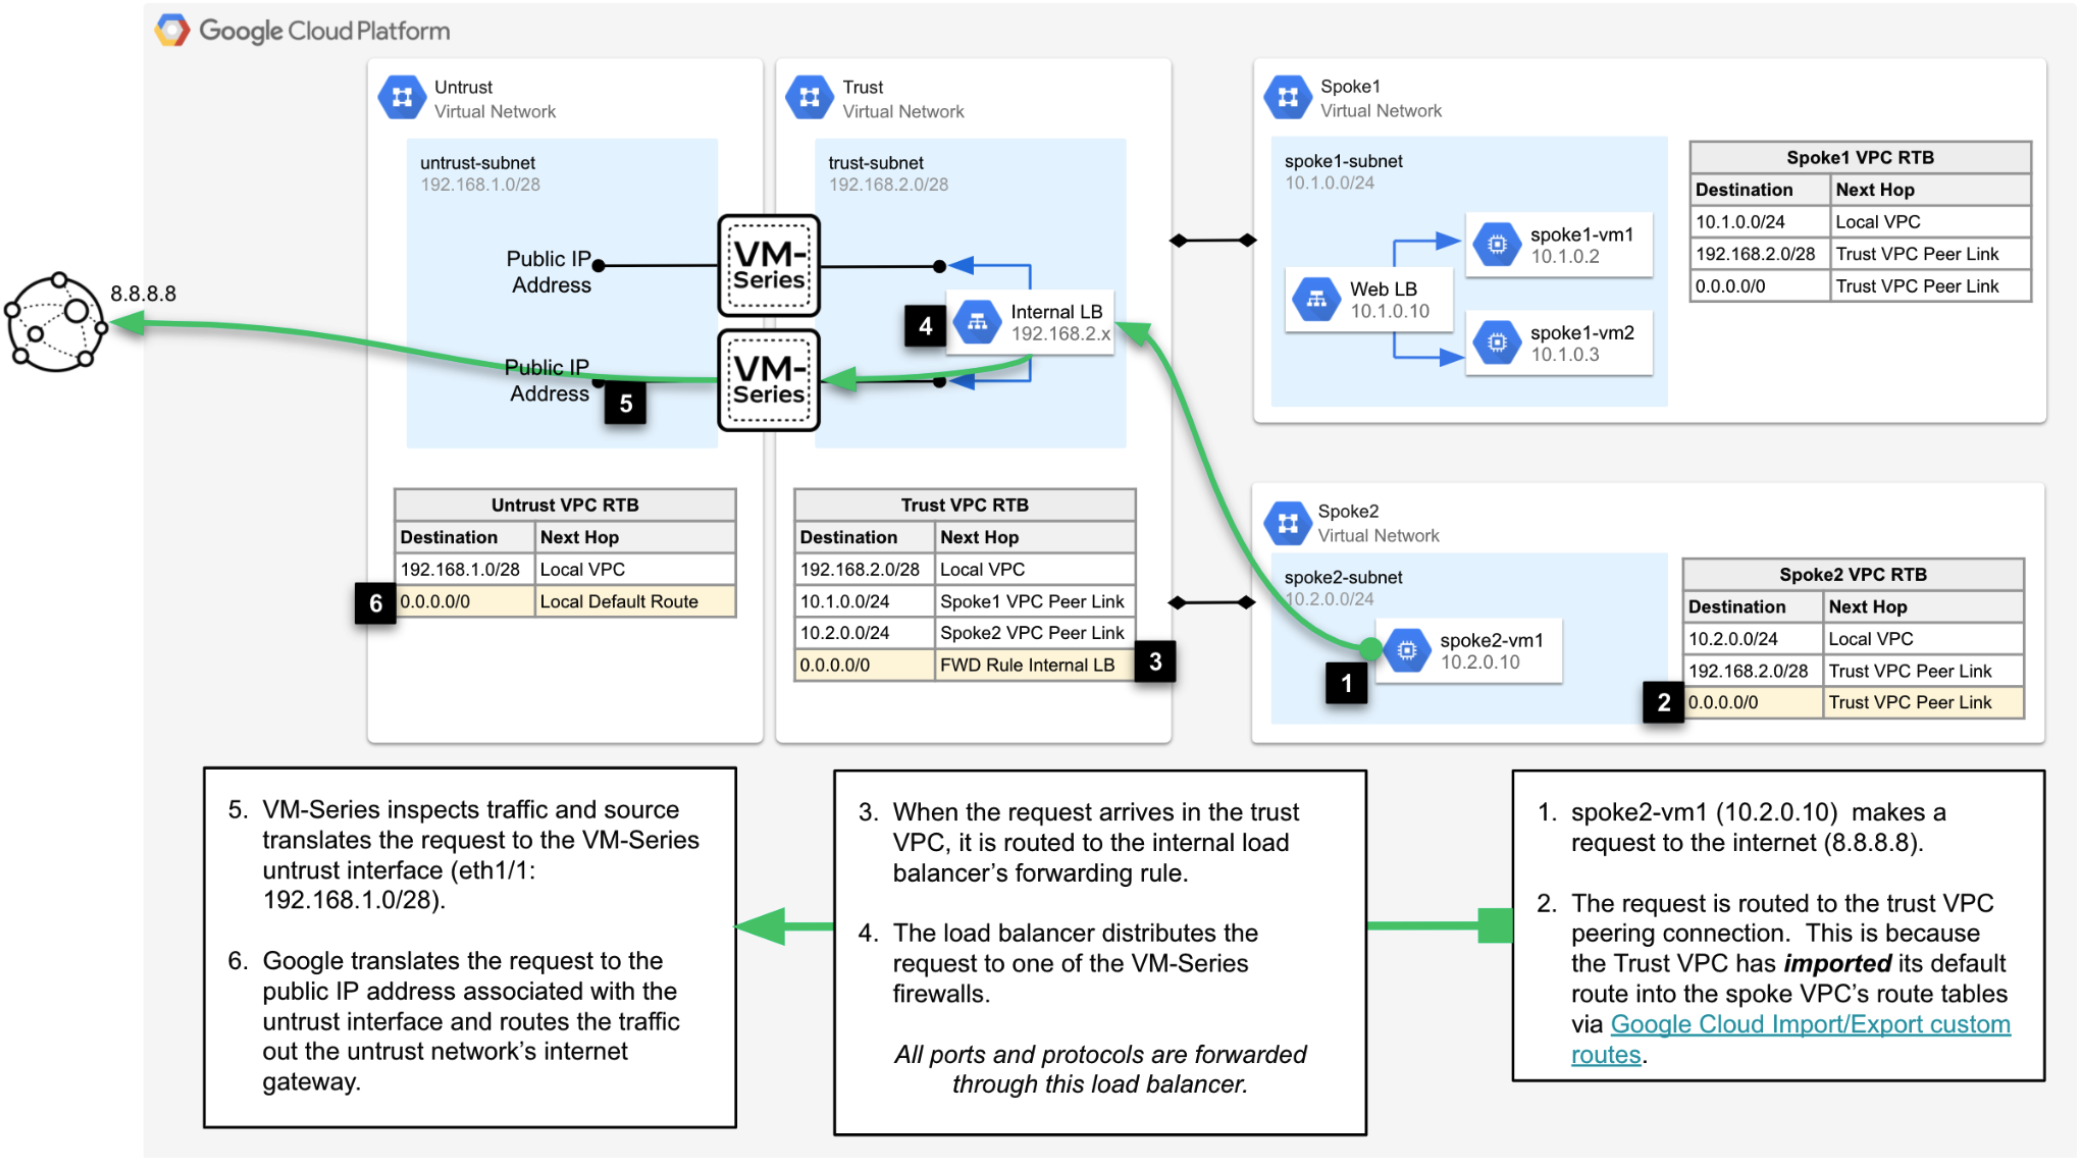 Google Cloud Platform
Untrust
Virtual Network
untrust-subnet
192.168.1.0/28
Public IP
Address
Public IP
Address
5
VM-
Series
VM-
Series
Trust
Virtual Network
trust-subnet
192.168.2.0/28
4
Internal LB
192.168.2.x
8.8.8.8
Spoke1
Virtual Network
spoke1-subnet
10.1.0.0/24
Web LB
10.1.0.10
spoke1-vm1
10.1.0.2
spoke1-vm2
10.1.0.3
Spoke1 VPC RTB
Destination Next Hop
10.1.0.0/24 Local VPC
192.168.2.0/28 Trust VPC Peer Link
0.0.0.0/0 Trust VPC Peer Link
Untrust VPC RTB
Destination Next Hop
192.168.1.0/28 Local VPC
6 0.0.0.0/0 Local Default Route
Trust VPC RTB
Destination Next Hop
192.168.2.0/28 Local VPC
10.1.0.0/24 Spoke1 VPC Peer Link
10.2.0.0/24 Spoke2 VPC Peer Link
0.0.0.0/0 FWD Rule Internal LB 3
Spoke2
Virtual Network
spoke2-subnet
10.2.0.0/24
spoke2-vm1
10.2.0.10
1
Spoke2 VPC RTB
Destination Next Hop
10.2.0.0/24 Local VPC
192.168.2.0/28 Trust VPC Peer Link
2 0.0.0.0/0 Trust VPC Peer Link
5. VM-Series inspects traffic and source
translates the request to the VM-Series
untrust interface (eth1/1:
192.168.1.0/28).
6. Google translates the request to the
public IP address associated with the
untrust interface and routes the traffic
out the untrust network's internet
gateway.
3. When the request arrives in the trust
VPC, it is routed to the internal load
balancer's forwarding rule.
4. The load balancer distributes the
request to one of the VM-Series
firewalls.
All ports and protocols are forwarded
through this load balancer.
1. spoke2-vm1 (10.2.0.10) makes a
request to the internet (8.8.8.8).
2. The request is routed to the trust VPC
peering connection. This is because
the Trust VPC has imported its default
route into the spoke VPC's route tables
via Google Cloud Import/Export custom
routes.